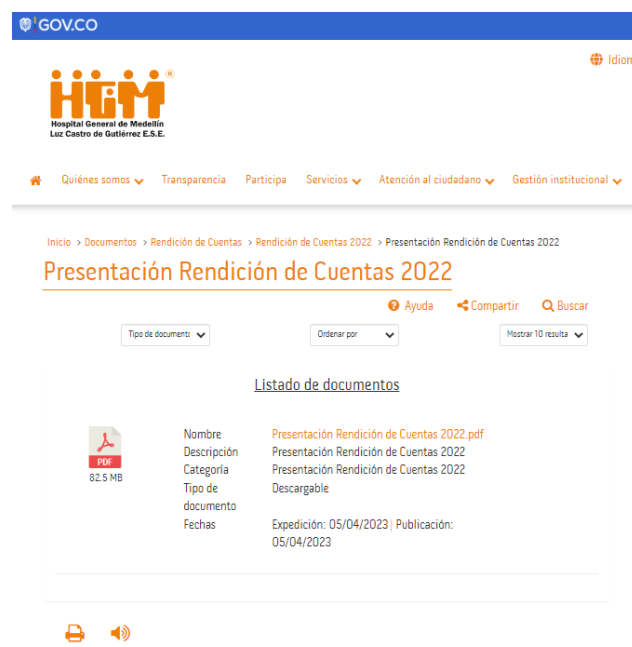 GOV.CO
Idiom
HGM®
Hospital General de Medellín
Luz Castro de Gutiérrez E.S.E.
Quiénes somos Transparencia Participa Servicios Atención al ciudadano Gestión institucional
Inicio > Documentos > Rendición de Cuentas > Rendición de Cuentas 2022 > Presentación Rendición de Cuentas 2022
Presentación Rendición de Cuentas 2022
Ayuda Compartir Buscar
Tipo de document Ordenar por Mostrar 10 resulta
Listado de documentos
PDF
82.5 MB
Nombre Presentación Rendición de Cuentas 2022.pdf
Descripción Presentación Rendición de Cuentas 2022
Categoría Presentación Rendición de Cuentas 2022
Tipo de Descargable
documento
Fechas Expedición: 05/04/2023 | Publicación:
05/04/2023